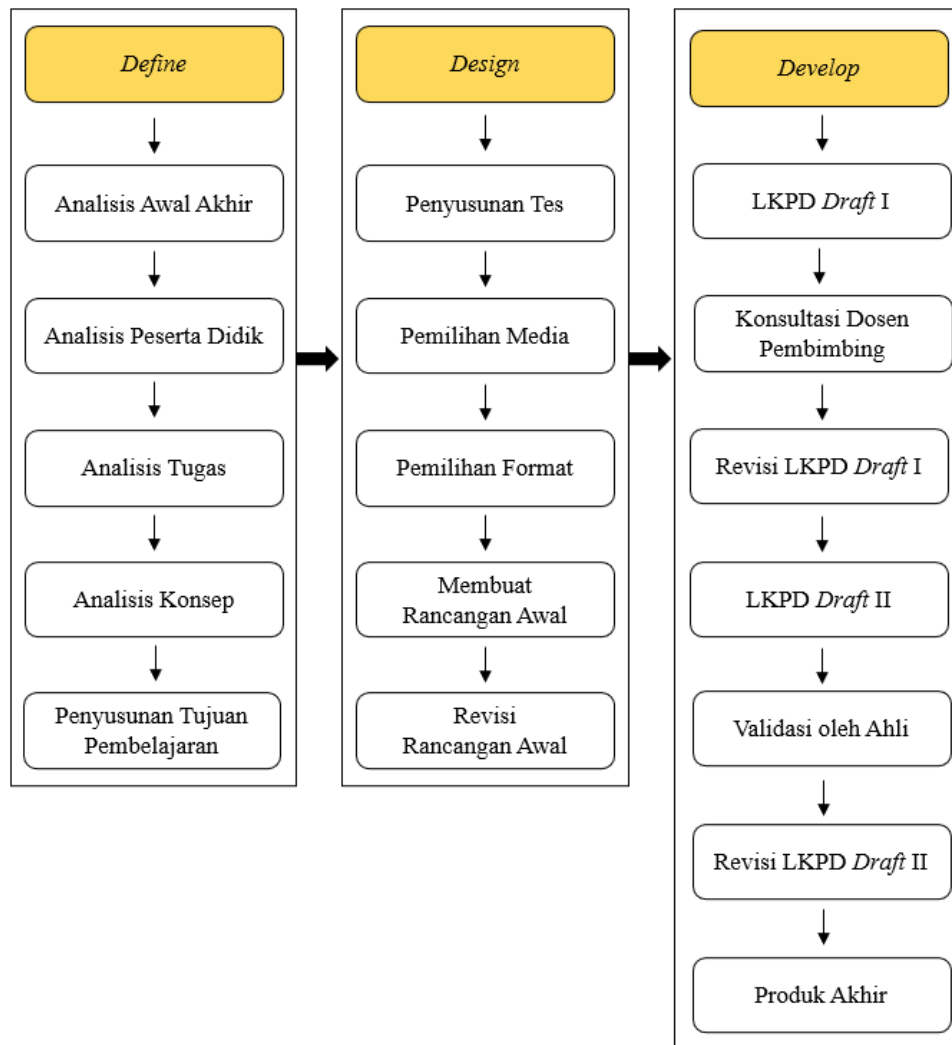 Define
Analisis Awal Akhir
Analisis Peserta Didik
Analisis Tugas
Analisis Konsep
Penyusunan Tujuan
Pembelajaran
Design
Penyusunan Tes
Pemilihan Media
Pemilihan Format
Membuat
Rancangan Awal
Revisi
Rancangan Awal
Develop
LKPD Draft I
Konsultasi Dosen
Pembimbing
Revisi LKPD Draft I
LKPD Draft II
Validasi oleh Ahli
Revisi LKPD Draft II
Produk Akhir